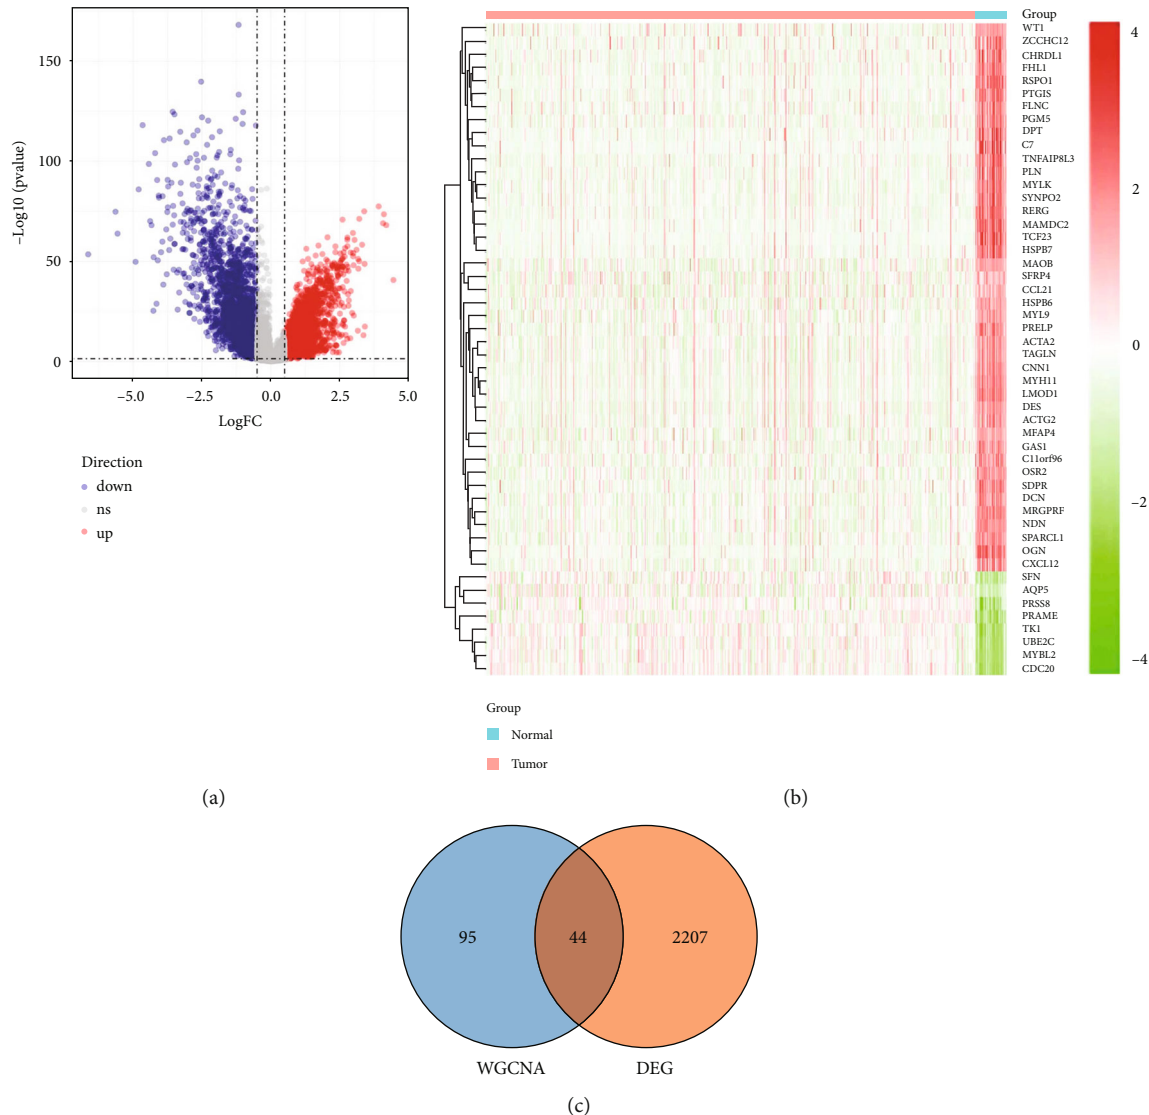 150
100
50
0
−Log10 (pvalue)
−5.0
−2.5
0.0
2.5
5.0
LogFC
Direction
down
ns
up
(a)
Group
WT1
ZCCHC12
CHRDL1
FHL1
RSPO1
PTGIS
FLNC
PGM5
DPT
C7
TNFAIP8L3
PLN
MYLK
SYNPO2
RERG
MAMDC2
TCF23
HSPB7
MAOB
SFRP4
CCL21
HSPB6
MYL9
PRELP
ACTA2
TAGLN
CNN1
MYH11
LMOD1
DES
ACTG2
MFAP4
GAS1
C11orf96
OSR2
SDPR
DCN
MRGPRF
NDN
SPARCL1
OGN
CXCL12
SFN
AQP5
PRSS8
PRAME
TK1
UBE2C
MYBL2
CDC20
4
2
0
−2
−4
Group
Normal
Tumor
(b)
95
44
2207
WGCNA
DEG
(c)